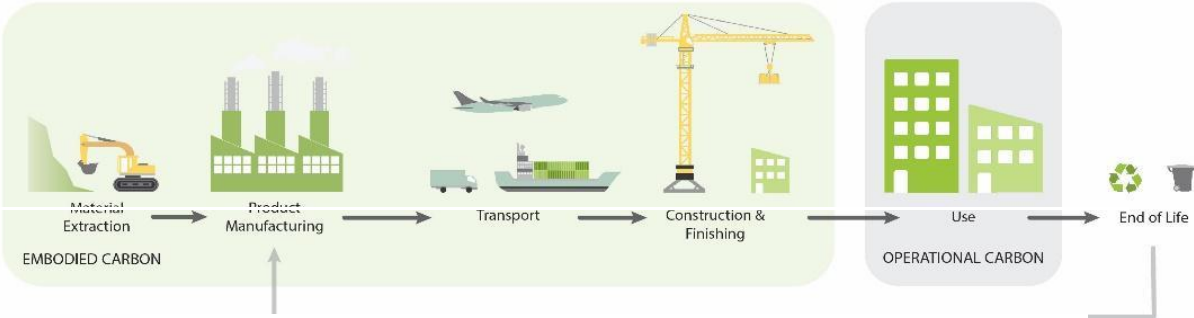 Material
Extraction
Product
Manufacturing
Transport
Construction &
Finishing
Use
End of Life
EMBODIED CARBON
OPERATIONAL CARBON